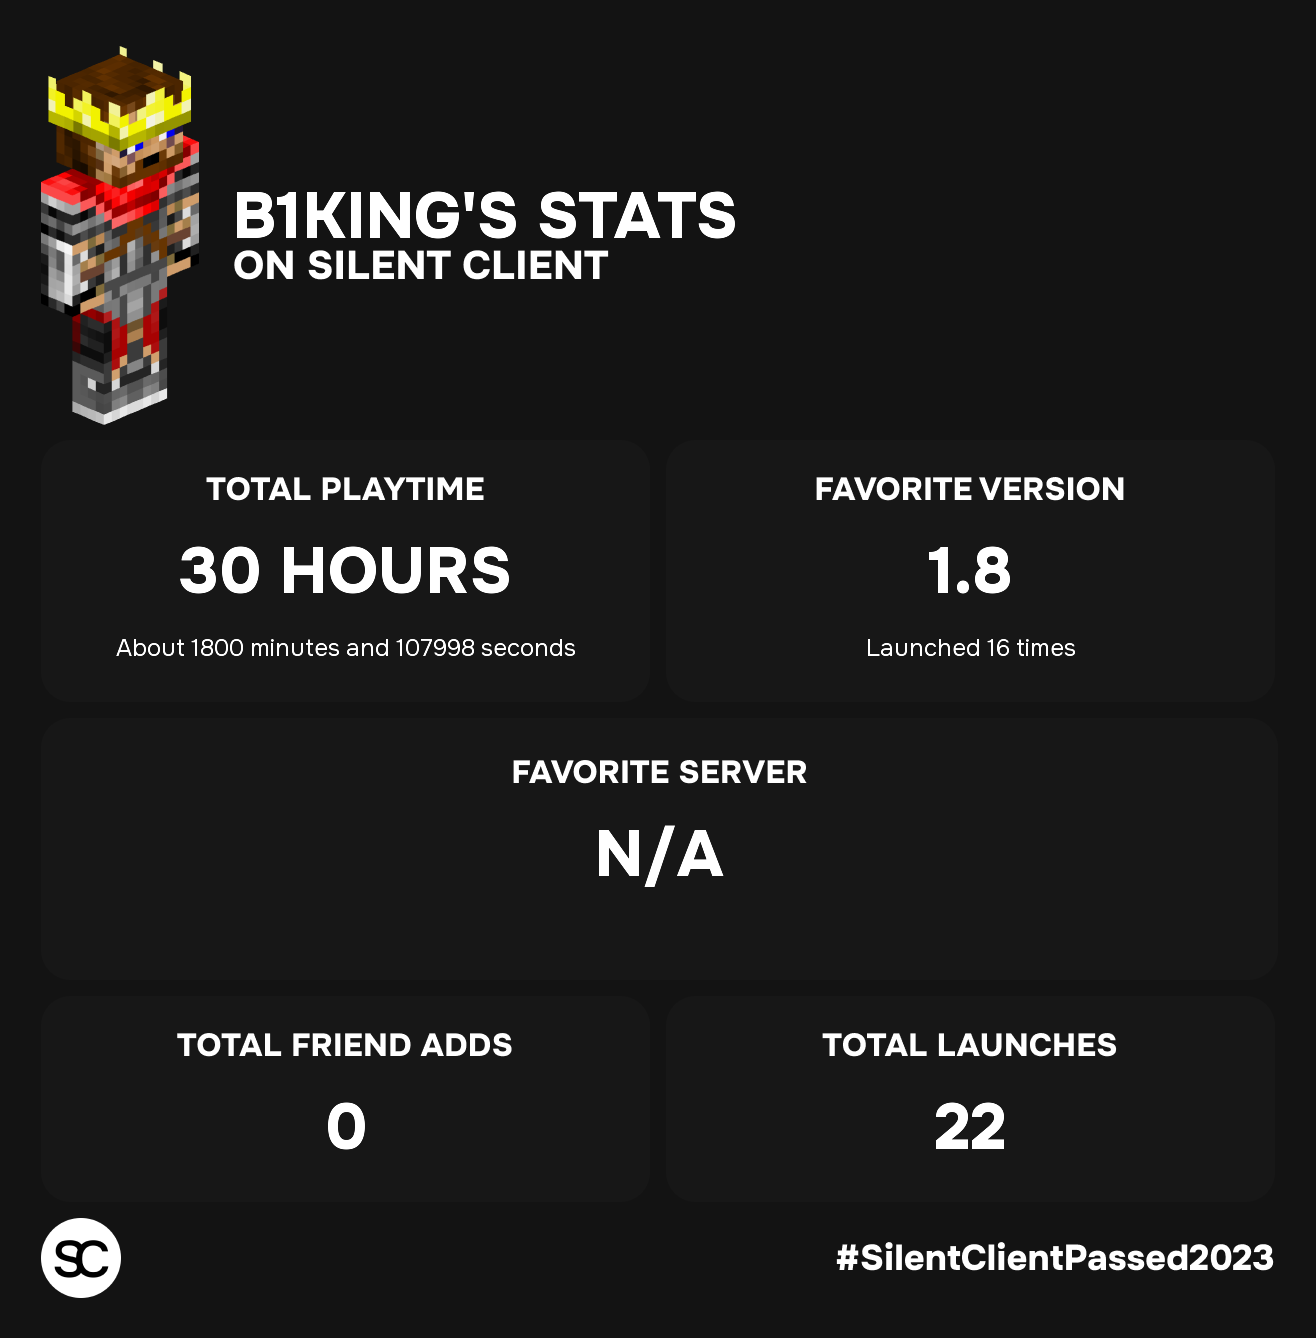 B1KING'S STATS
ON SILENT CLIENT
TOTAL PLAYTIME
30 HOURS
About 1800 minutes and 107998 seconds
FAVORITE VERSION
1.8
Launched 16 times
FAVORITE SERVER
N/A
TOTAL FRIEND ADDS
0
TOTAL LAUNCHES
22
SC
#SilentClientPassed2023